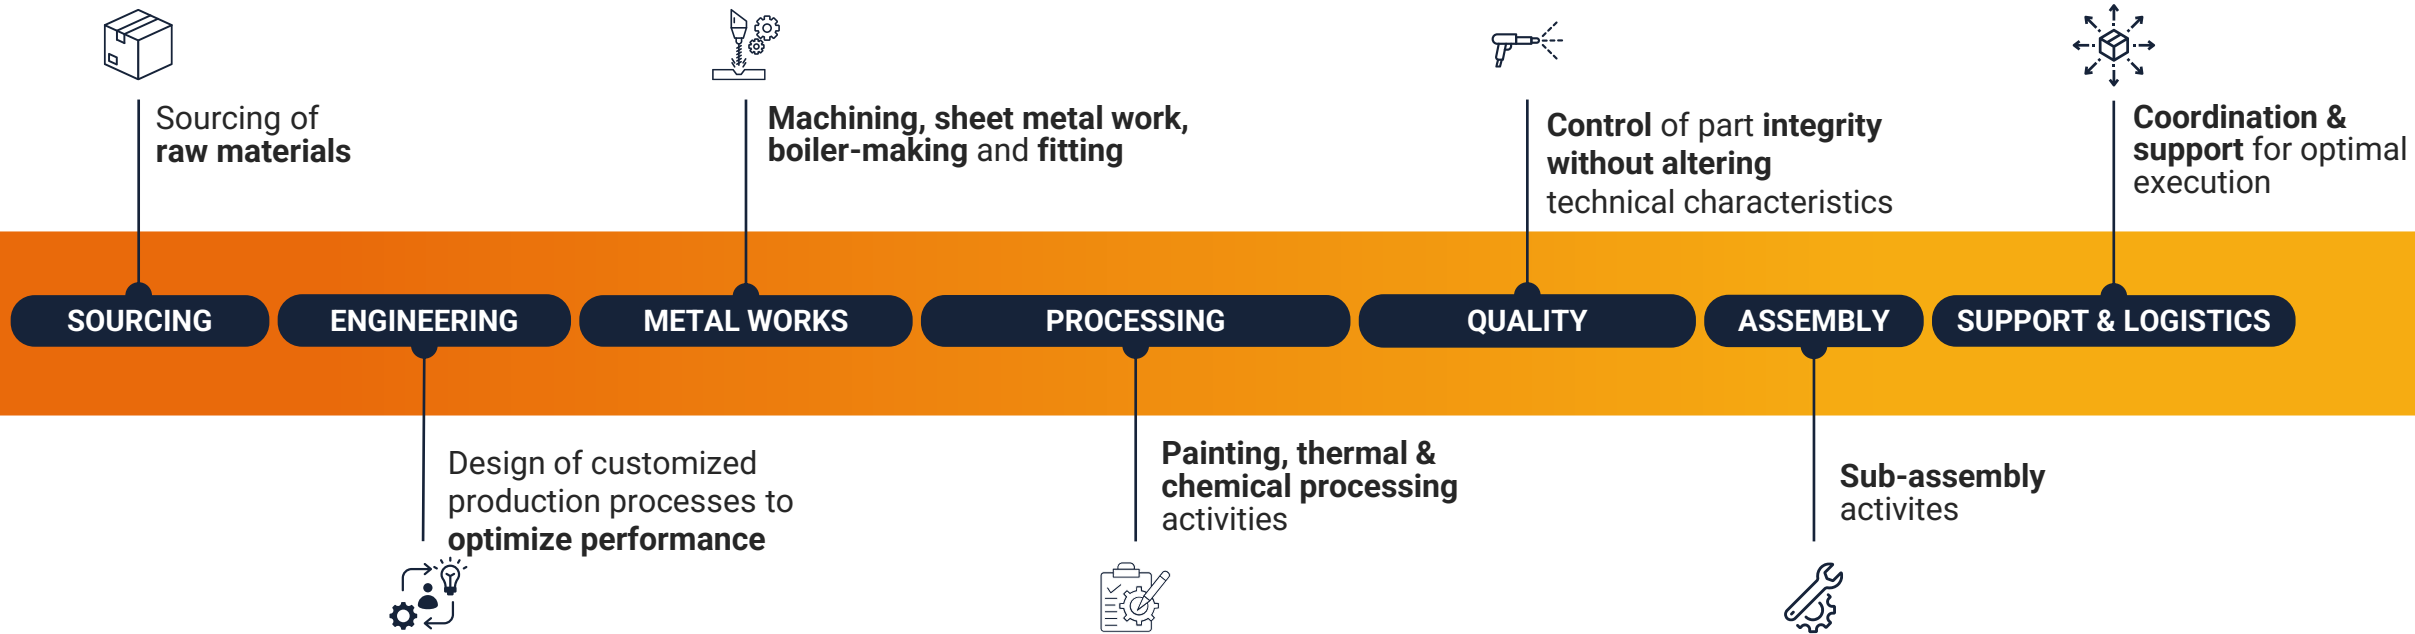 Sourcing of
raw materials
Machining, sheet metal work,
boiler-making and fitting
Control of part integrity
without altering
technical characteristics
Coordination &
support for optimal
execution
SOURCING
ENGINEERING
METAL WORKS
PROCESSING
QUALITY
ASSEMBLY
SUPPORT & LOGISTICS
Design of customized
production processes to
optimize performance
Painting, thermal &
chemical processing
activities
Sub-assembly
activites